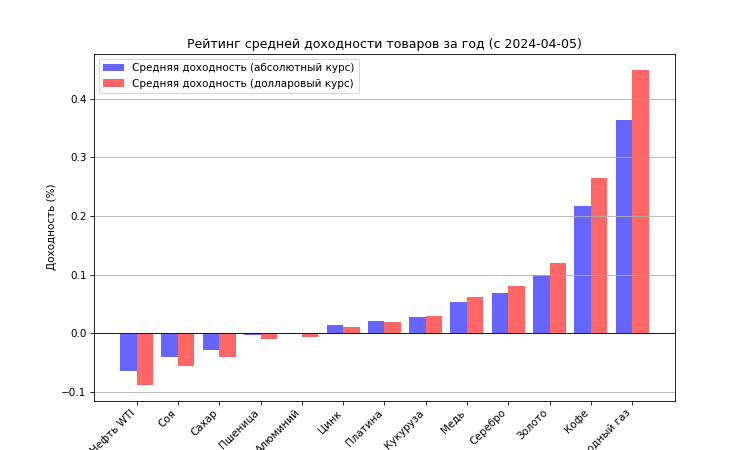 Рейтинг средней доходности товаров за год (с 2024-04-05)
Средняя доходность (абсолютный курс)
Средняя доходность (долларовый курс)
Доходность (%)
0.4
0.3
0.2
0.1
0.0
−0.1
Нефть WTI
Соя
Сахар
Пшеница
Алюминий
Цинк
Платина
Кукуруза
Медь
Серебро
Золото
Кофе
одный газ